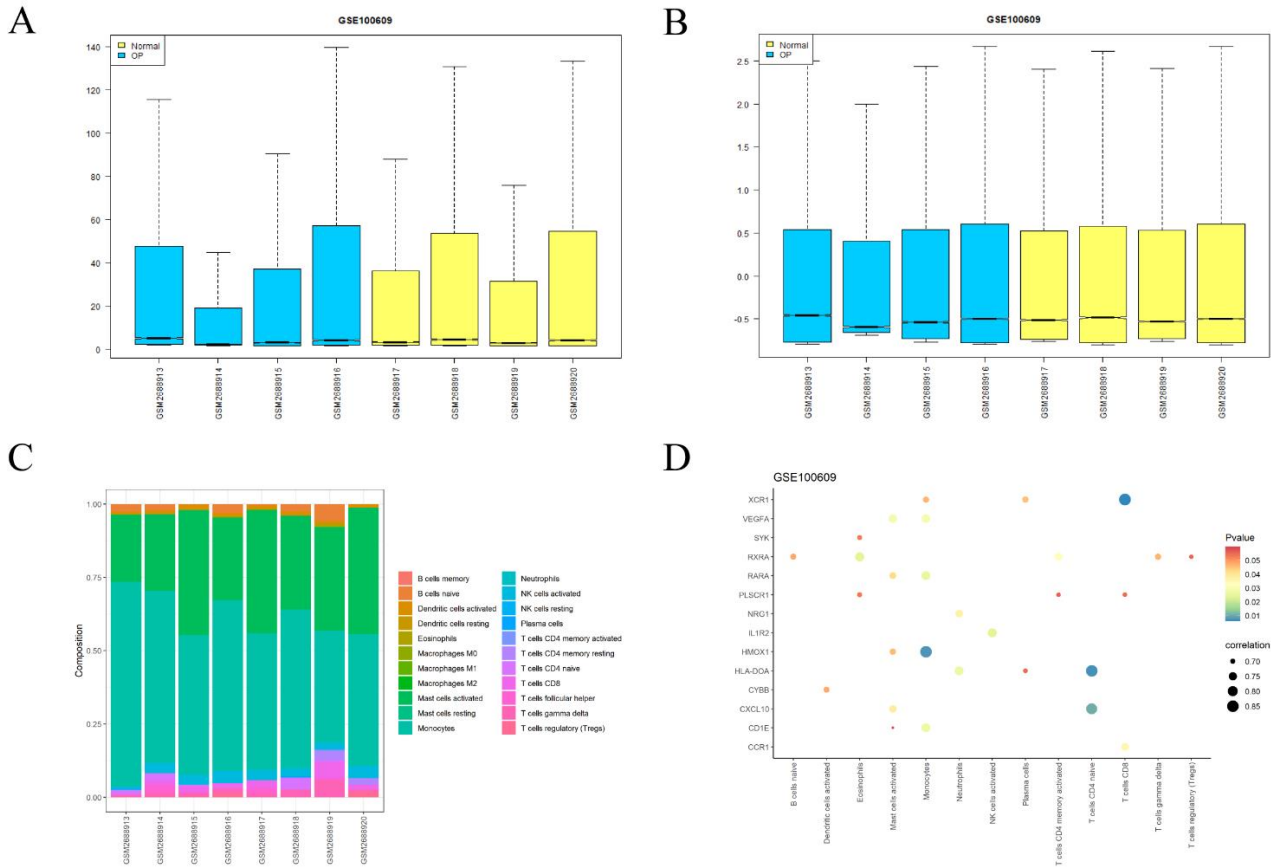 A
GSE100609
Normal
OP
140
120
100
80
60
40
20
0
GSM2688913
GSM2688914
GSM2688915
GSM2688916
GSM2688917
GSM2688918
GSM2688919
GSM2688920
B
GSE100609
Normal
OP
2.5
2.0
1.5
1.0
0.5
0.0
-0.5
GSM2688913
GSM2688914
GSM2688915
GSM2688916
GSM2688917
GSM2688918
GSM2688919
GSM2688920
C
Composition
1.00
0.75
0.50
0.25
0.00
GSM2688913
GSM2688914
GSM2688915
GSM2688916
GSM2688917
GSM2688918
GSM2688919
GSM2688920
B cells memory
B cells naive
Dendritic cells activated
Dendritic cells resting
Eosinophils
Macrophages M0
Macrophages M1
Macrophages M2
Mast cells activated
Mast cells resting
Monocytes
Neutrophils
NK cells activated
NK cells resting
Plasma cells
T cells CD4 memory activated
T cells CD4 memory resting
T cells CD4 naive
T cells CD8
T cells follicular helper
T cells gamma delta
T cells regulatory (Tregs)
D
GSE100609
XCR1
VEGFA
SYK
RXRA
RARA
PLSCR1
NRG1
IL1R2
HMOX1
HLA-DOA
CYBB
CXCL10
CD1E
CCR1
B cells naive
Dendritic cells activated
Eosinophils
Mast cells activated
Monocytes
Neutrophils
NK cells activated
Plasma cells
T cells CD4 memory activated
T cells CD4 naive
T cells CD8
T cells gamma delta
T cells regulatory (Tregs)
Pvalue
0.05
0.04
0.03
0.02
0.01
correlation
0.70
0.75
0.80
0.85